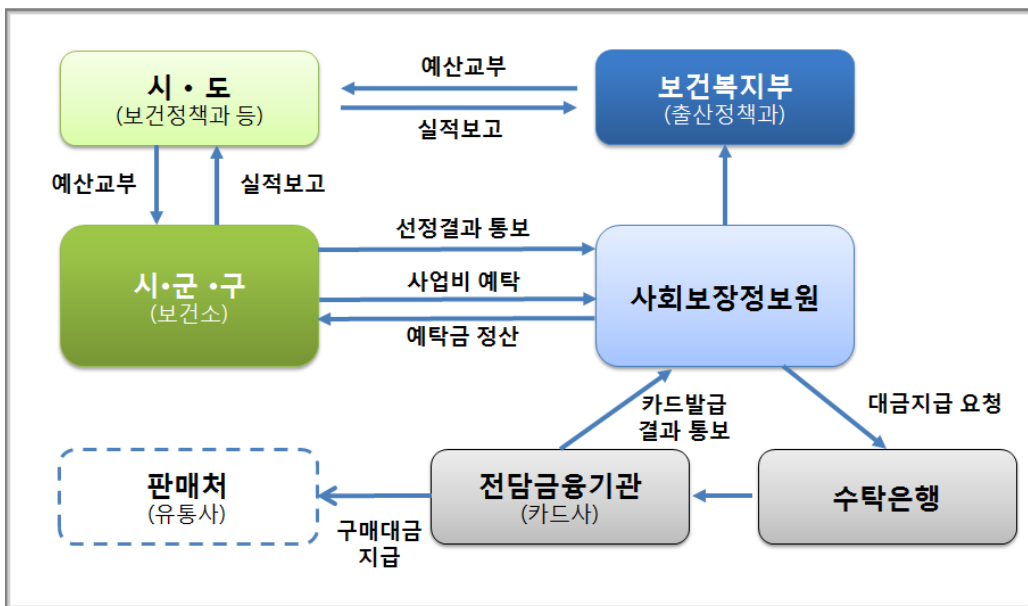 시・도
(보건정책과 등)
예산교부
실적보고
보건복지부
(출산정책과)
예산교부
실적보고
시・군 ・구
(보건소)
선정결과 통보
사업비 예탁
예탁금 정산
사회보장정보원
카드발급
결과 통보
대금지급 요청
판매처
(유통사)
구매대금
지급
전담금융기관
(카드사)
수탁은행